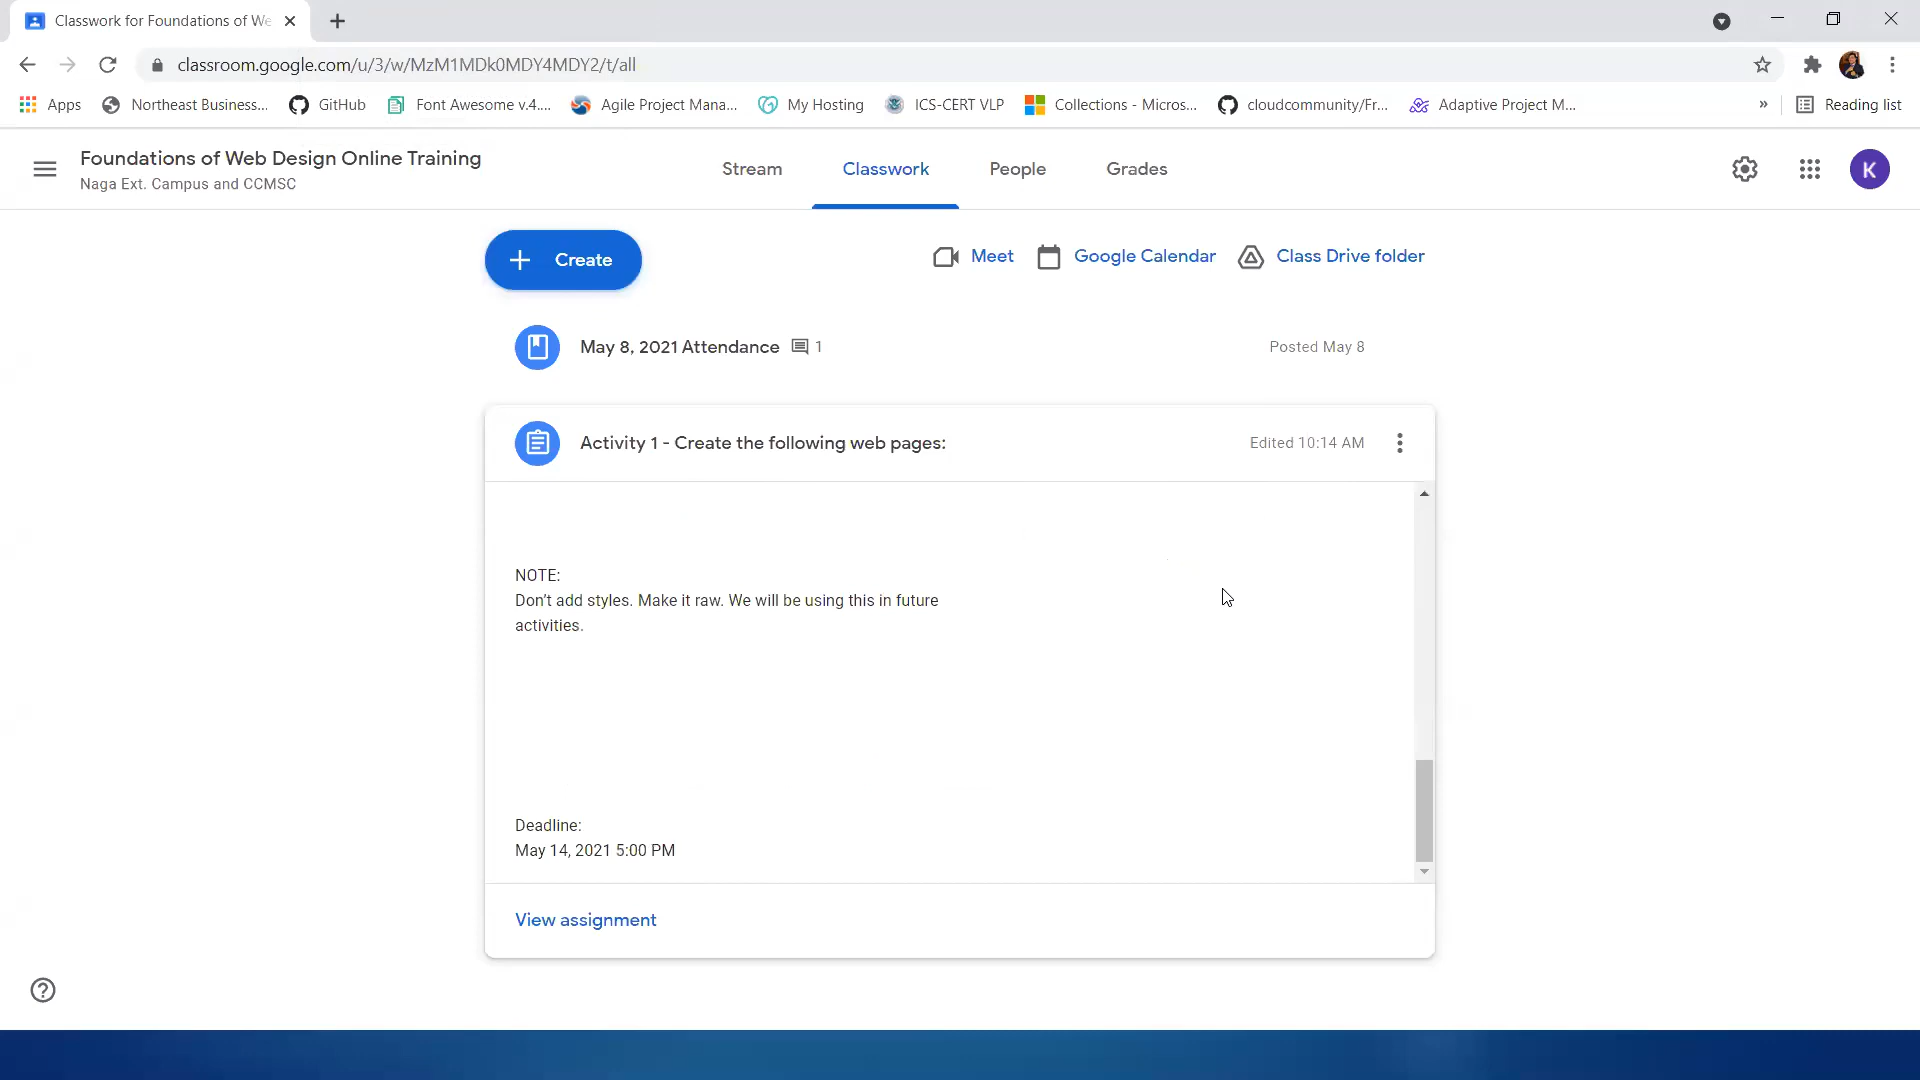 Classwork for Foundations of We
classroom.google.com/u/3/w/MzM1MDk0MDY4MDY2/t/all
Apps
Northeast Business...
GitHub
Font Awesome v.4....
Agile Project Mana...
My Hosting
ICS-CERT VLP
Collections - Micros...
cloudcommunity/Fr...
Adaptive Project M...
»
Reading list
Foundations of Web Design Online Training
Naga Ext. Campus and CCMSC
Stream
Classwork
People
Grades
K
Create
Meet
Google Calendar
Class Drive folder
May 8, 2021 Attendance
1
Posted May 8
Activity 1 - Create the following web pages:
Edited 10:14 AM
NOTE:
Don't add styles. Make it raw. We will be using this in future
activities.
Deadline:
May 14, 2021 5:00 PM
View assignment